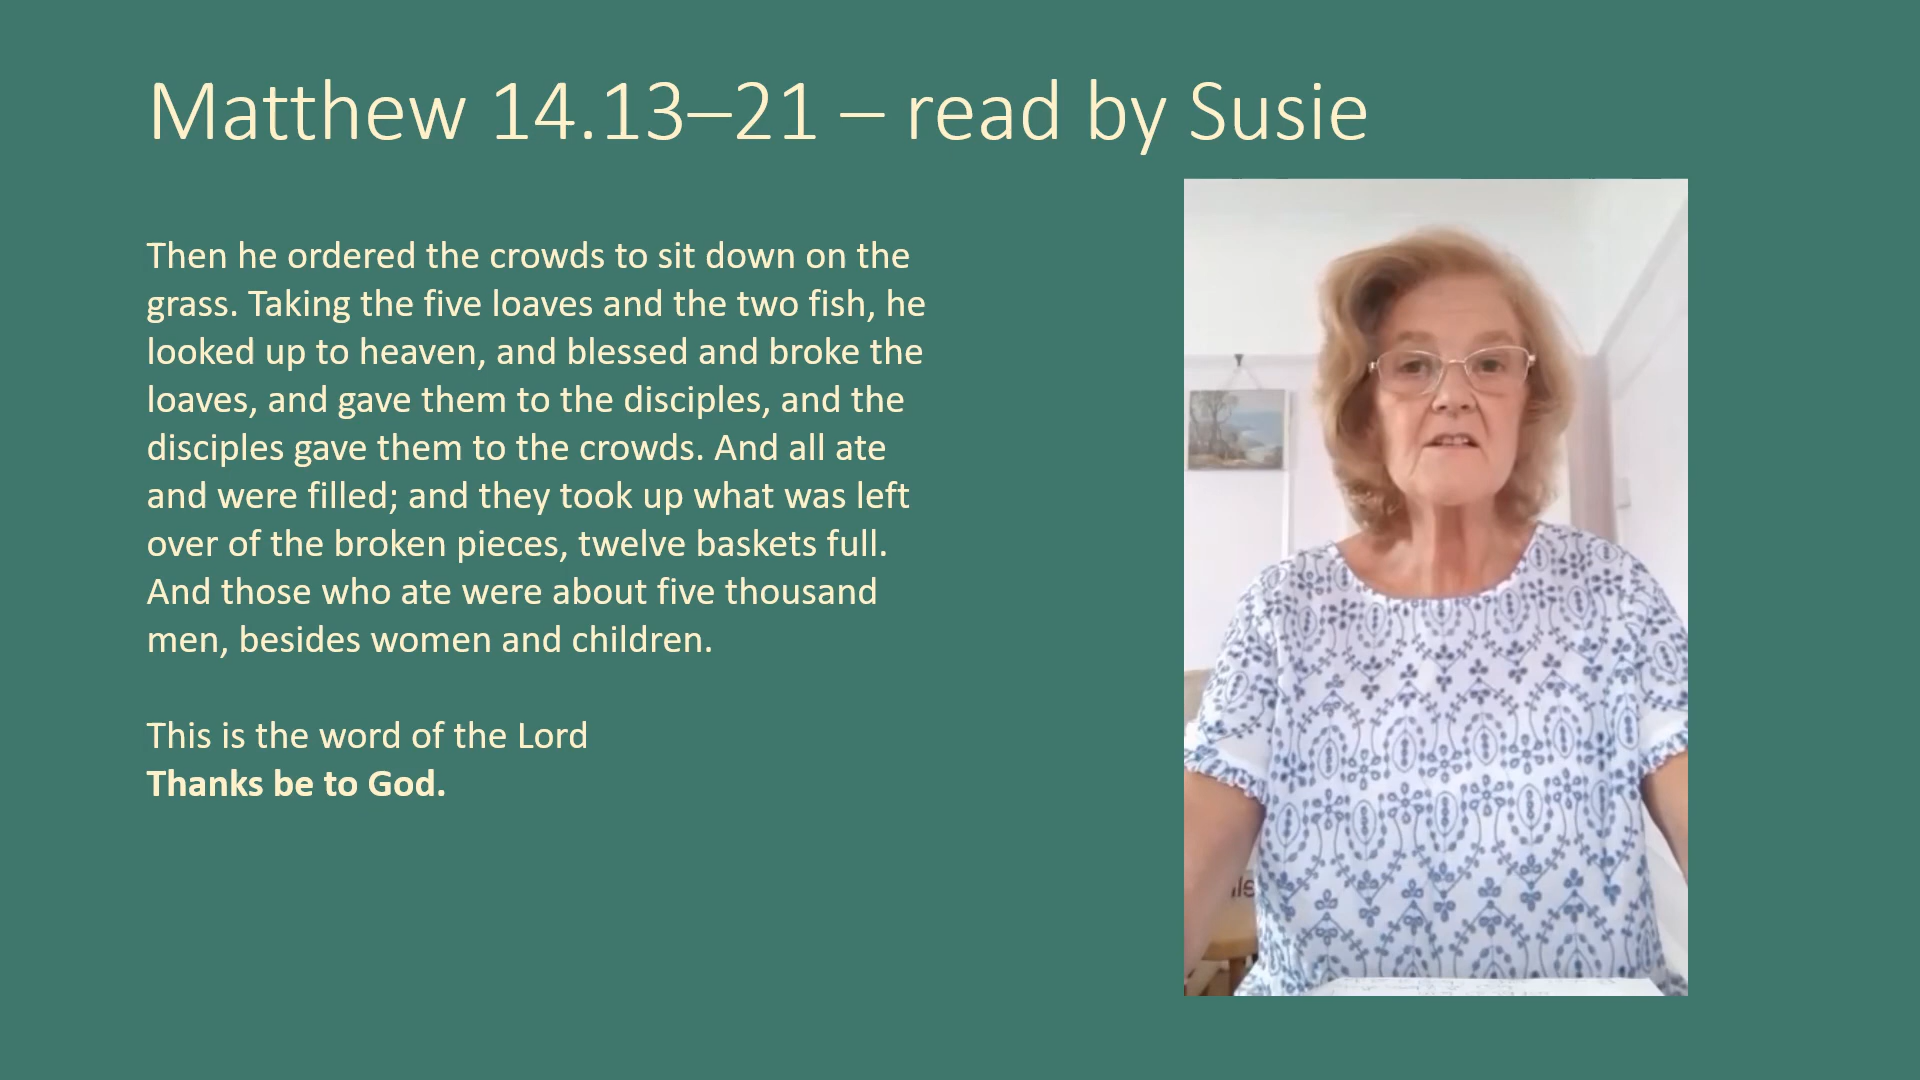 Matthew 14.13–21 – read by Susie
Then he ordered the crowds to sit down on the
grass. Taking the five loaves and the two fish, he
looked up to heaven, and blessed and broke the
loaves, and gave them to the disciples, and the
disciples gave them to the crowds. And all ate
and were filled; and they took up what was left
over of the broken pieces, twelve baskets full.
And those who ate were about five thousand
men, besides women and children.
This is the word of the Lord
Thanks be to God.